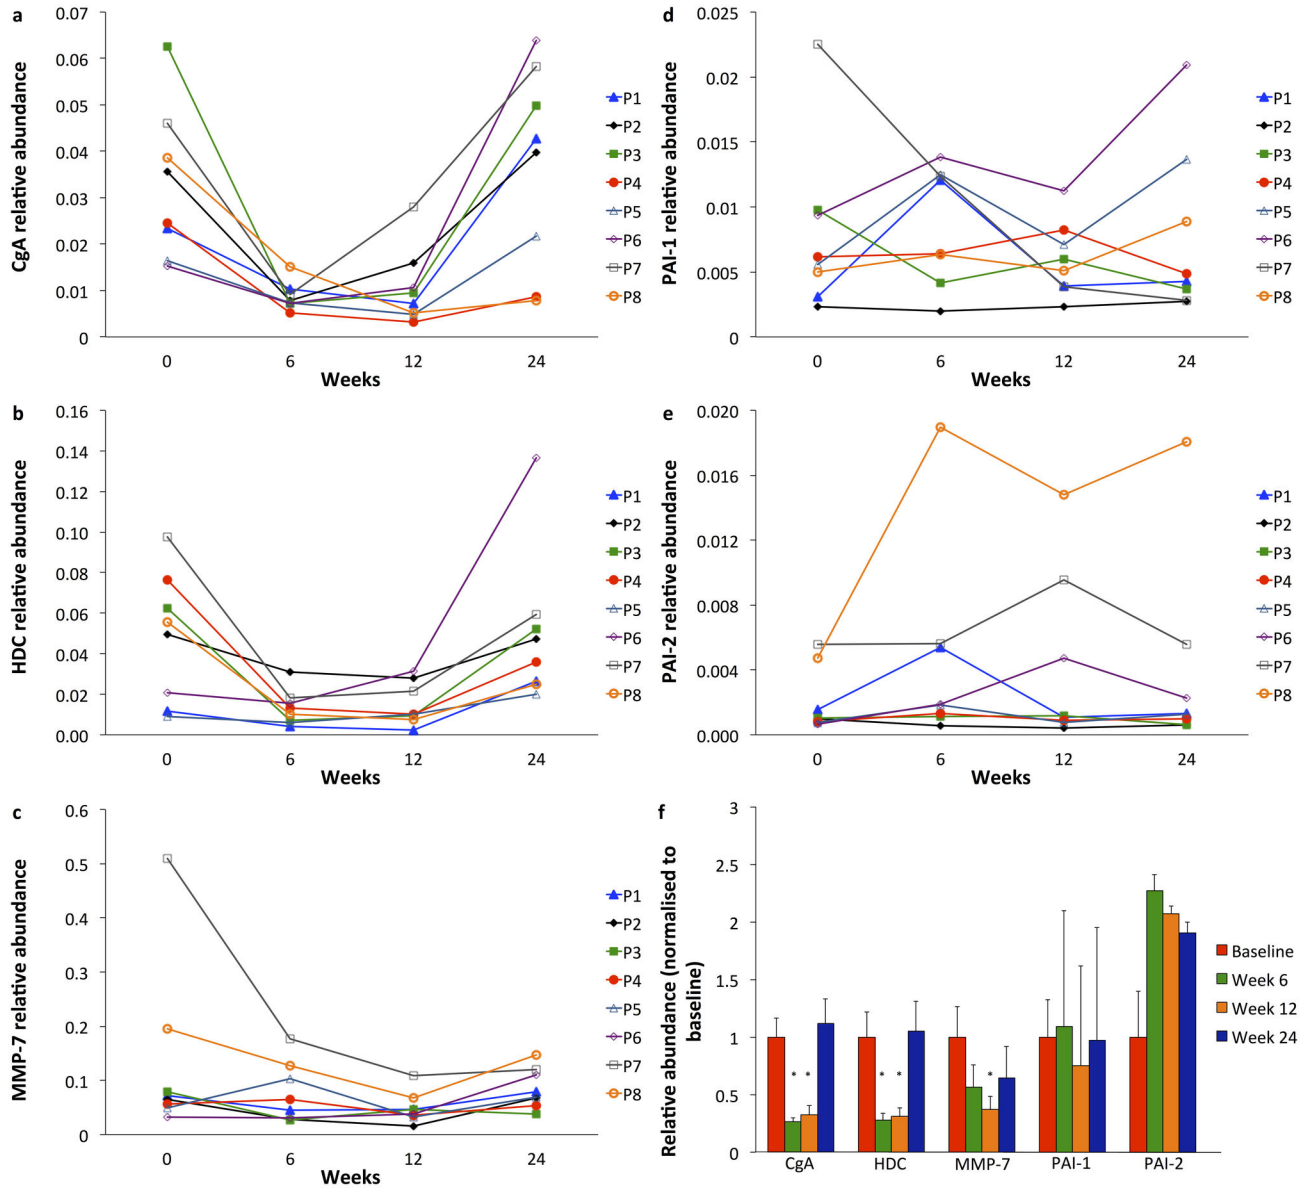 a
CgA relative abundance
0.07
0.06
0.05
0.04
0.03
0.02
0.01
0
0 6 12 24
Weeks
P1
P2
P3
P4
P5
P6
P7
P8
b
HDC relative abundance
0.16
0.14
0.12
0.10
0.08
0.06
0.04
0.02
0.00
0 6 12 24
Weeks
P1
P2
P3
P4
P5
P6
P7
P8
c
MMP-7 relative abundance
0.6
0.5
0.4
0.3
0.2
0.1
0
0 6 12 24
Weeks
P1
P2
P3
P4
P5
P6
P7
P8
d
PAI-1 relative abundance
0.025
0.02
0.015
0.01
0.005
0
0 6 12 24
Weeks
P1
P2
P3
P4
P5
P6
P7
P8
e
PAI-2 relative abundance
0.020
0.016
0.012
0.008
0.004
0.000
0 6 12 24
Weeks
P1
P2
P3
P4
P5
P6
P7
P8
f
Relative abundance (normalised to
baseline)
3
2.5
2
1.5
1
0.5
0
* * * * *
CgA HDC MMP-7 PAI-1 PAI-2
Baseline
Week 6
Week 12
Week 24